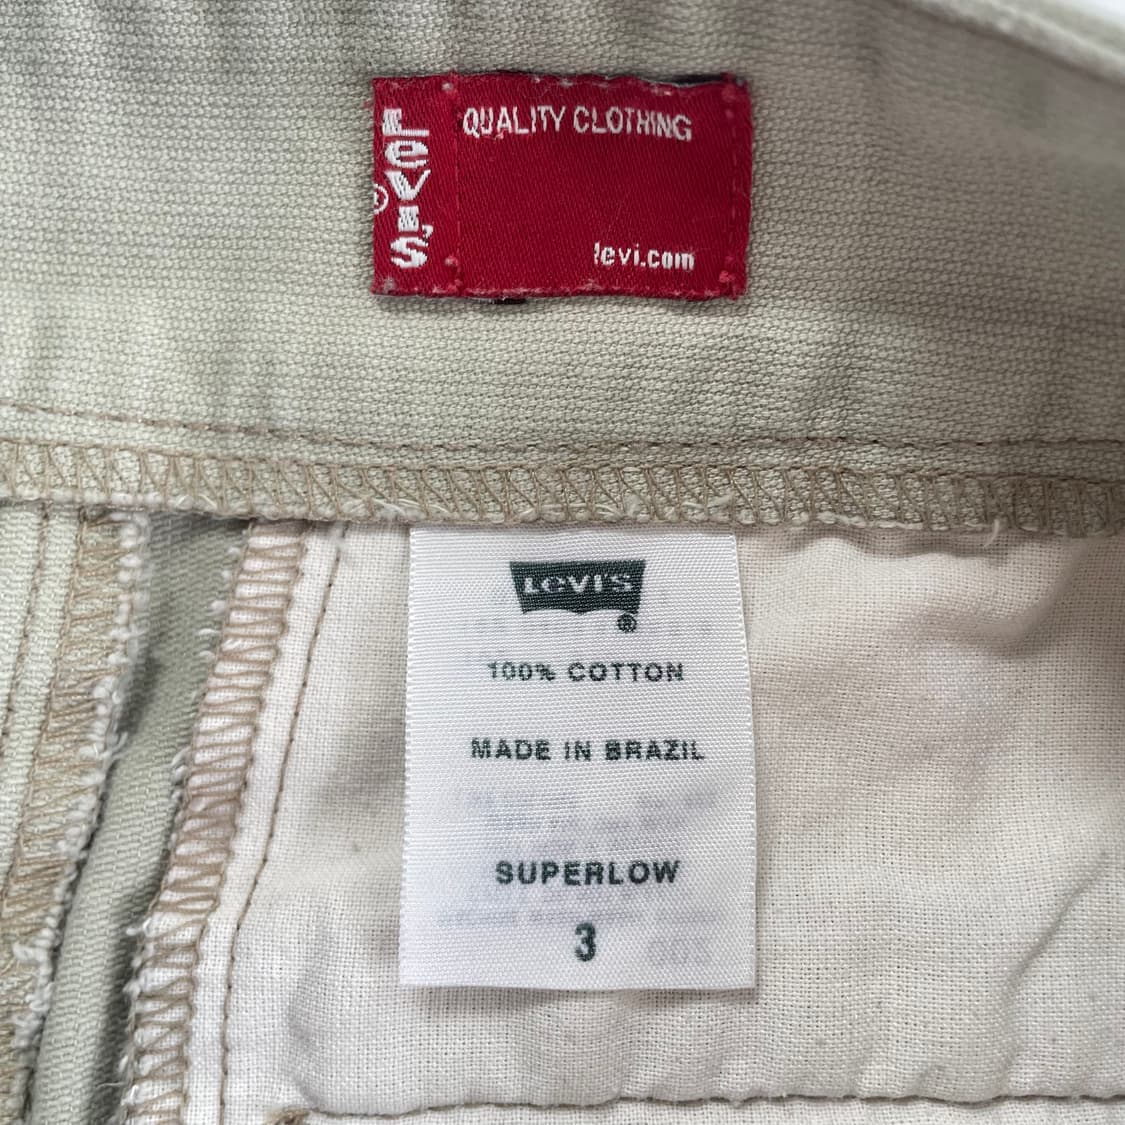 QUALITY CLOTHING
LEVI'S®
levi.com
LEVI'S
®
100% COTTON
MADE IN BRAZIL
SUPERLOW
3